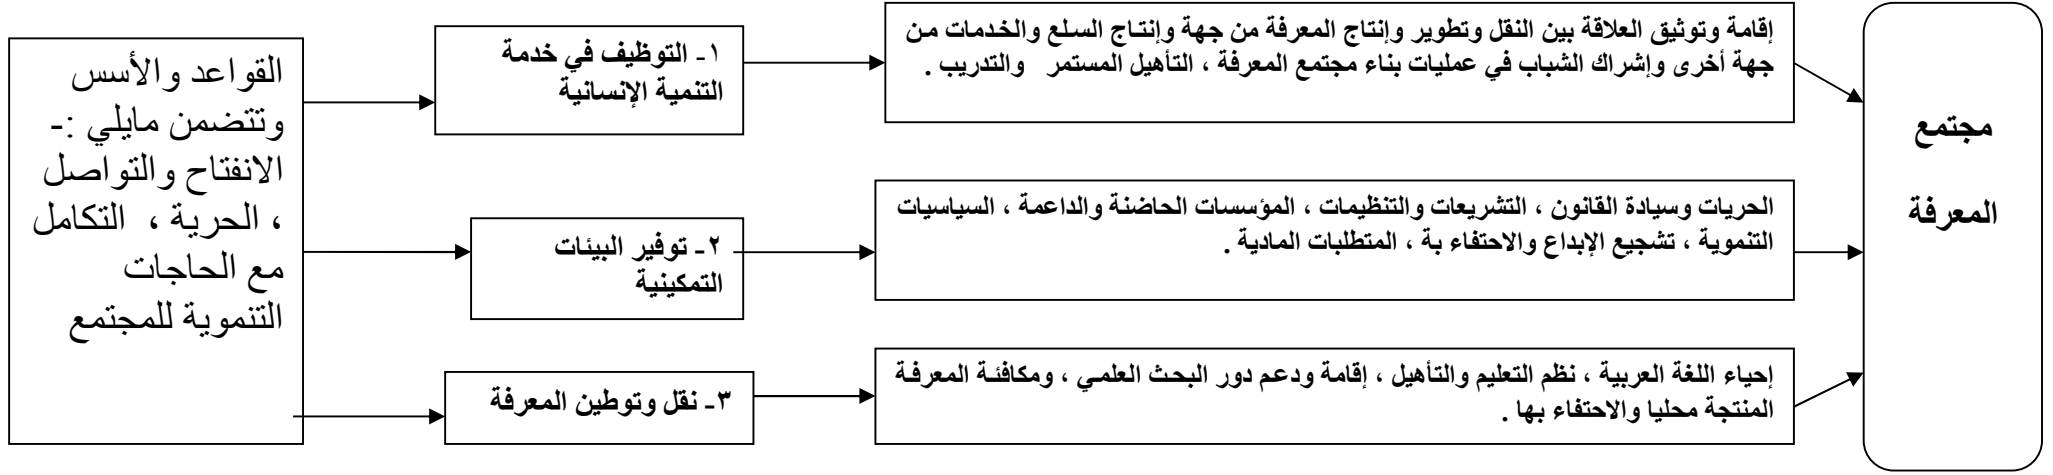 القواعد والأسس
وتتضمن مايلي :-
الانفتاح والتواصل
، الحرية ، التكامل
مع الحاجات
التنموية للمجتمع
١- التوظيف في خدمة
التنمية الإنسانية
إقامة وتوثيق العلاقة بين النقل وتطوير وإنتاج المعرفة من جهة وإنتاج السلع والخدمات من
جهة أخرى وإشراك الشباب في عمليات بناء مجتمع المعرفة ، التأهيل المستمر والتدريب .
٢- توفير البيئات
التمكينية
الحريات وسيادة القانون ، التشريعات والتنظيمات ، المؤسسات الحاضنة والداعمة ، السياسيات
التنموية ، تشجيع الإبداع والاحتفاء بة ، المتطلبات المادية .
٣- نقل وتوطين المعرفة
إحياء اللغة العربية ، نظم التعليم والتأهيل ، إقامة ودعم دور البحث العلمي ، ومكافئة المعرفة
المنتجة محليا والاحتفاء بها .
مجتمع
المعرفة